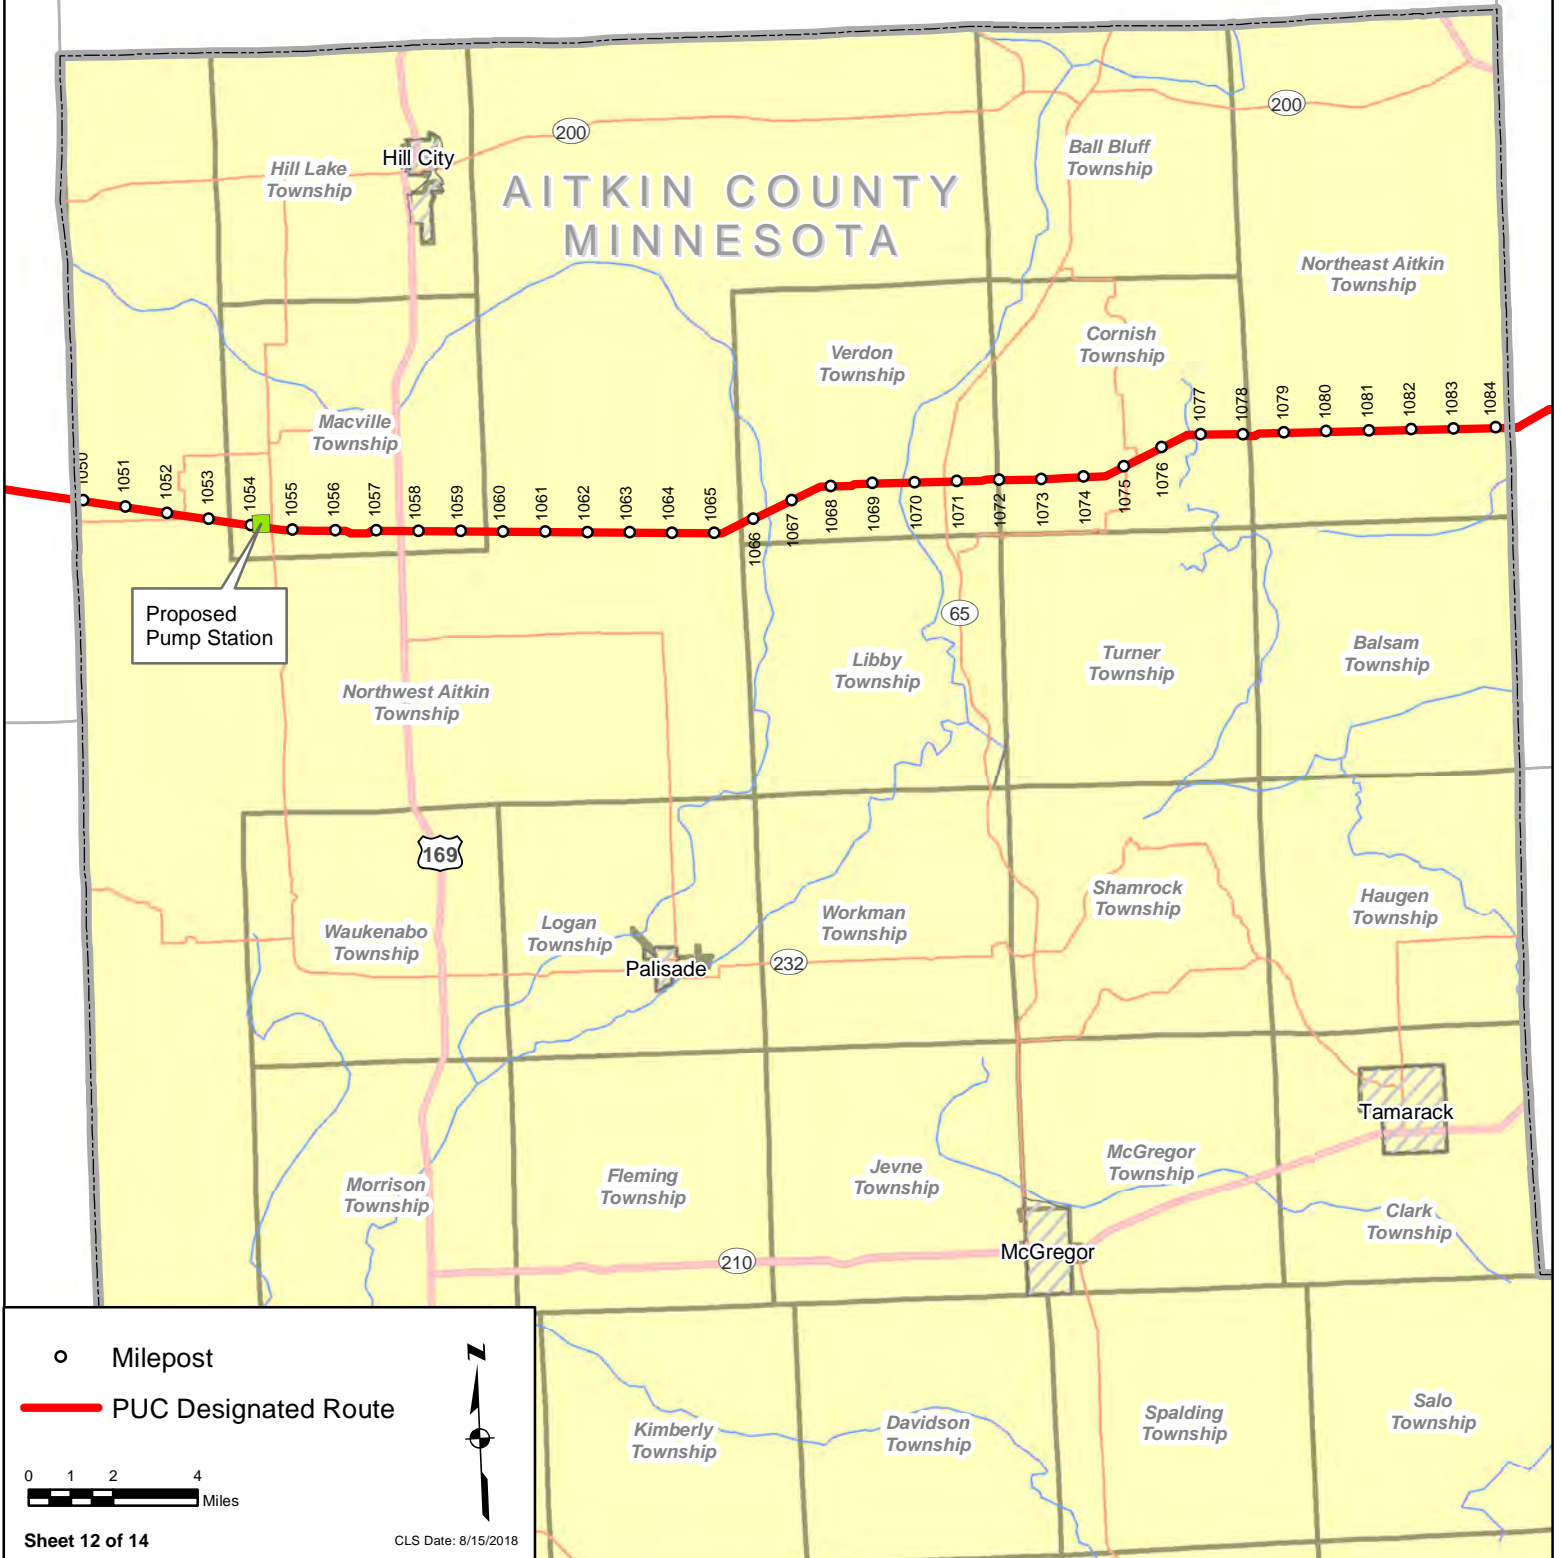 200
200
Ball Bluff
Township
Hill City
Hill Lake
Township
AITKIN COUNTY
MINNESOTA
Northeast Aitkin
Township
Verdon
Township
Cornish
Township
Macville
Township
1050
1051
1052
1053
1054
1055
1056
1057
1058
1059
1060
1061
1062
1063
1064
1065
1066
1067
1068
1069
1070
1071
1072
1073
1074
1075
1076
1077
1078
1079
1080
1081
1082
1083
1084
Proposed
Pump Station
65
Northwest Aitkin
Township
Libby
Township
Turner
Township
Balsam
Township
169
Waukenabo
Township
Logan
Township
Workman
Township
Shamrock
Township
Haugen
Township
Palisade
232
Tamarack
Morrison
Township
Fleming
Township
Jevne
Township
McGregor
Township
Clark
Township
210
McGregor
Kimberly
Township
Davidson
Township
Spalding
Township
Salo
Township
Milepost
PUC Designated Route
N
0 1 2 4
Miles
Sheet 12 of 14
CLS Date: 8/15/2018